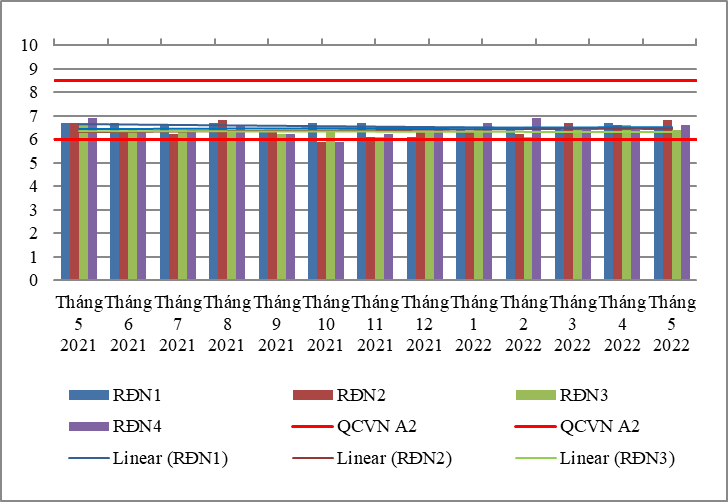 10
9
8
7
6
5
4
3
2
1
0
Tháng Tháng Tháng Tháng Tháng Tháng Tháng Tháng Tháng Tháng Tháng Tháng Tháng
5 6 7 8 9 10 11 12 1 2 3 4 5
2021 2021 2021 2021 2021 2021 2021 2021 2022 2022 2022 2022 2022
RĐN1 RĐN2 RĐN3
RĐN4 QCVN A2 QCVN A2
Linear (RĐN1) Linear (RĐN2) Linear (RĐN3)